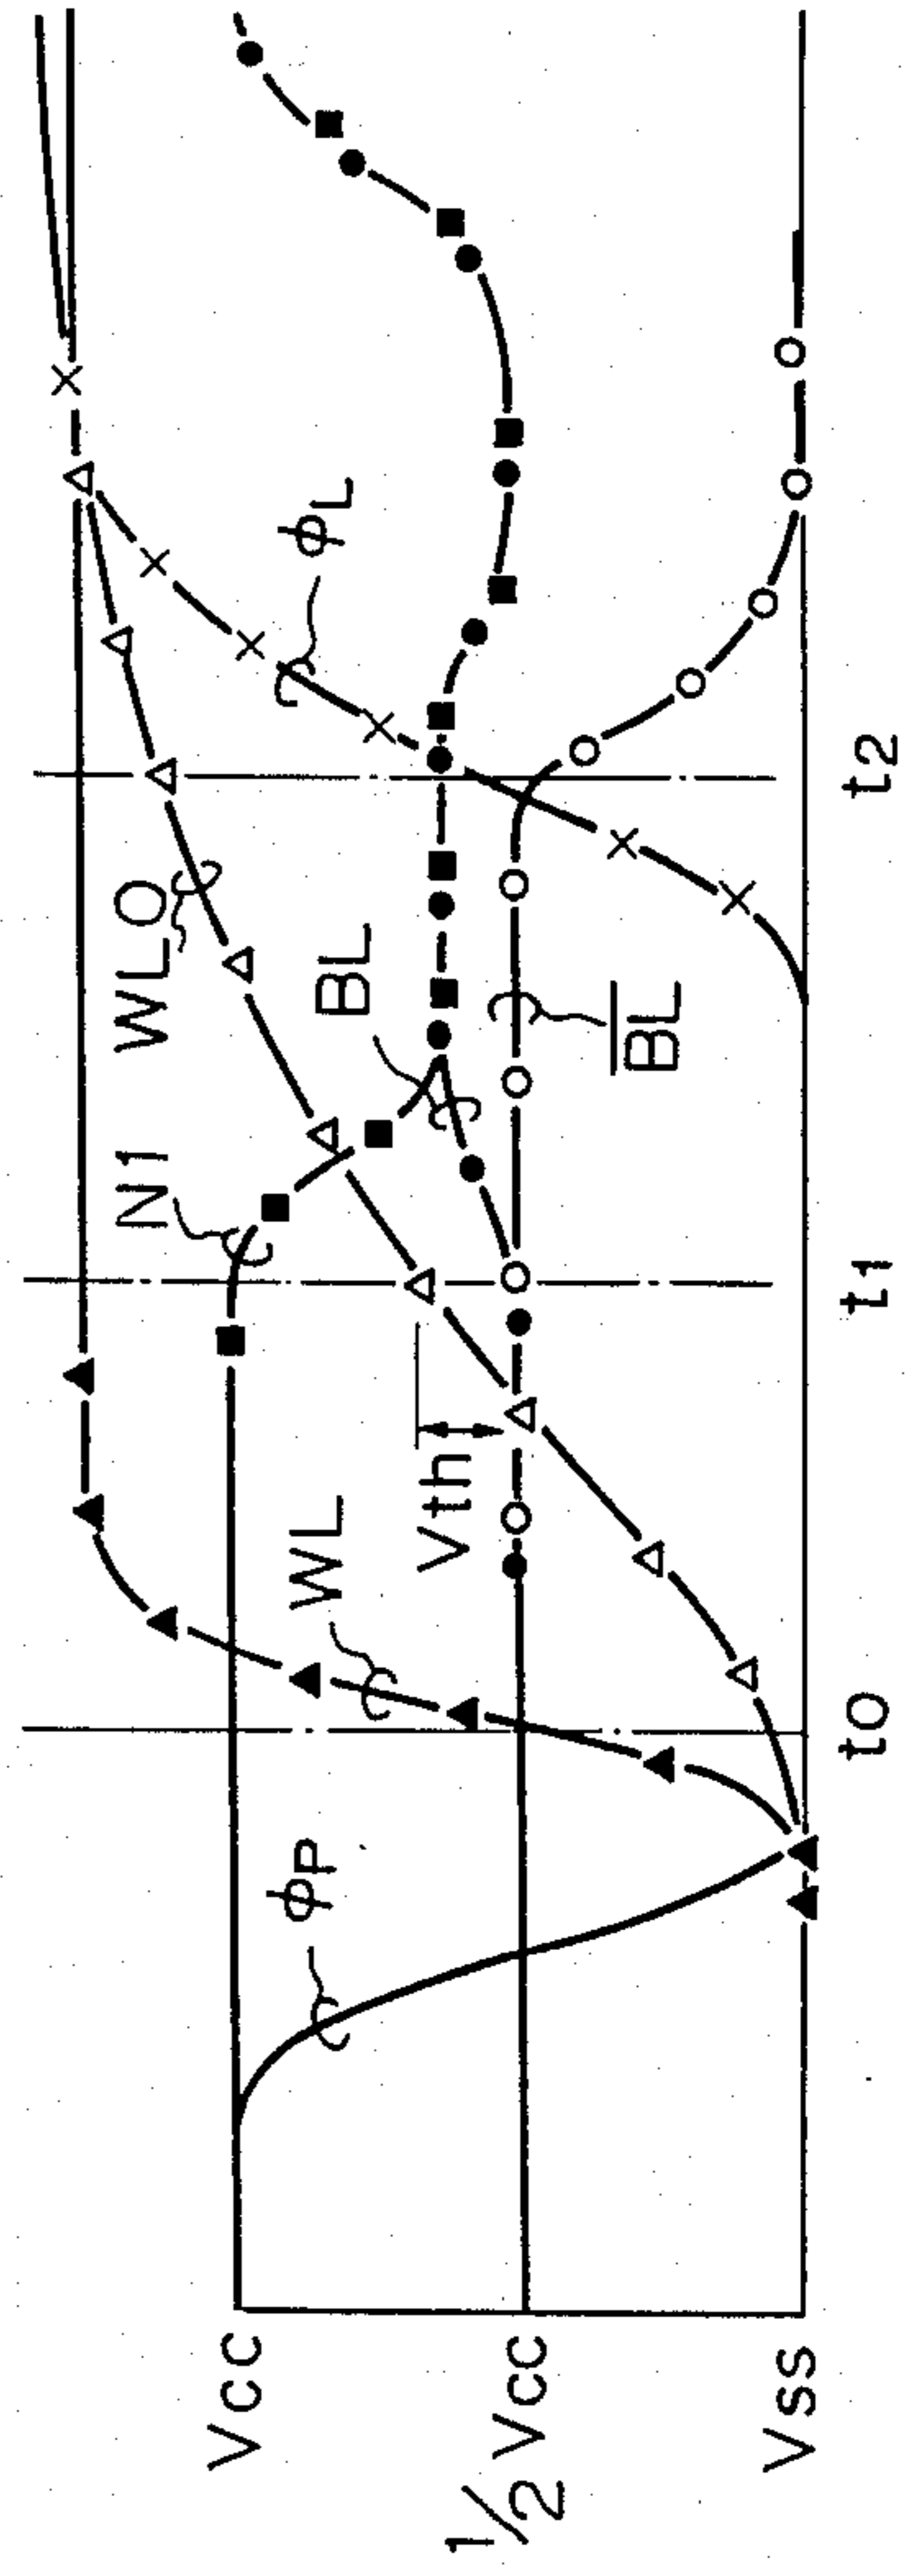 Vcc
1/2 Vcc
Vss
ϕP
WL
Vth
N1
WLO
BL
B̅L̅
ϕL
t0
t1
t2